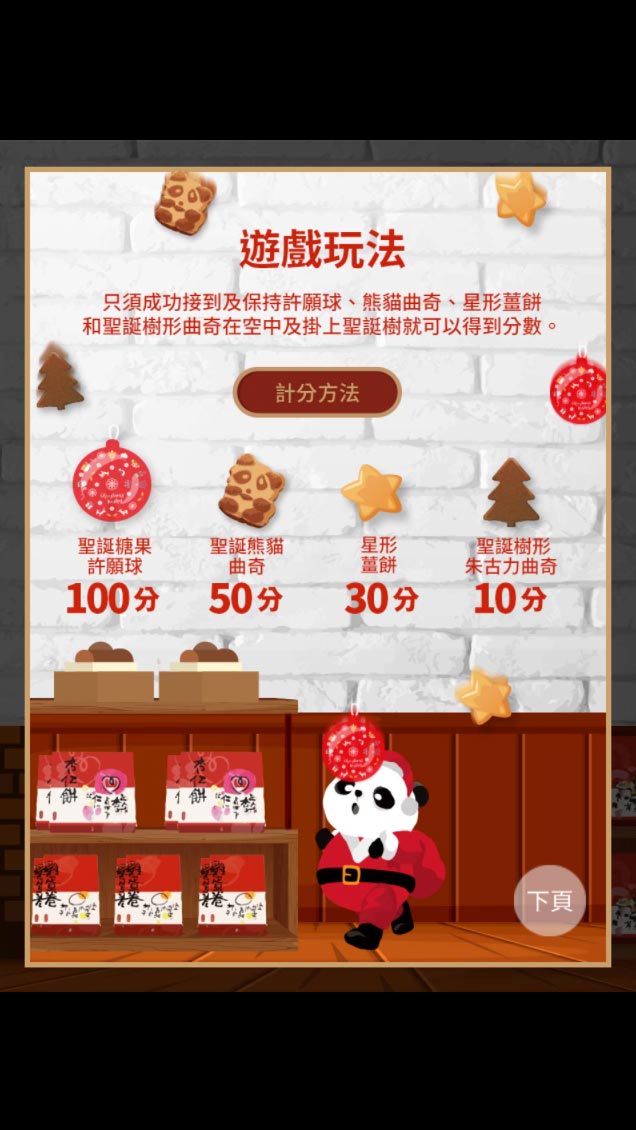 遊戲玩法
只須成功接到及保持許願球、熊貓曲奇、星形薑餅
和聖誕樹形曲奇在空中及掛上聖誕樹就可以得到分數。
計分方法
聖誕糖果
許願球
100分
聖誕熊貓
曲奇
50分
星形
薑餅
30分
聖誕樹形
朱古力曲奇
10分
杏仁餅
杏仁餅
下頁